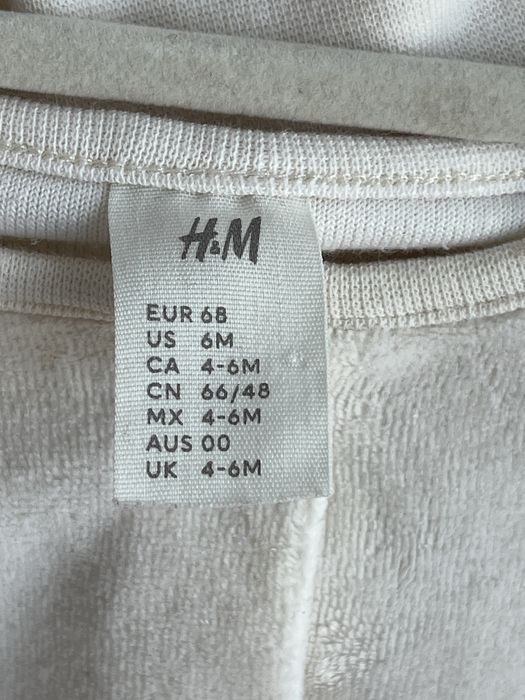 H&M
EUR 68
US 6M
CA 4-6M
CN 66/48
MX 4-6M
AUS 00
UK 4-6M